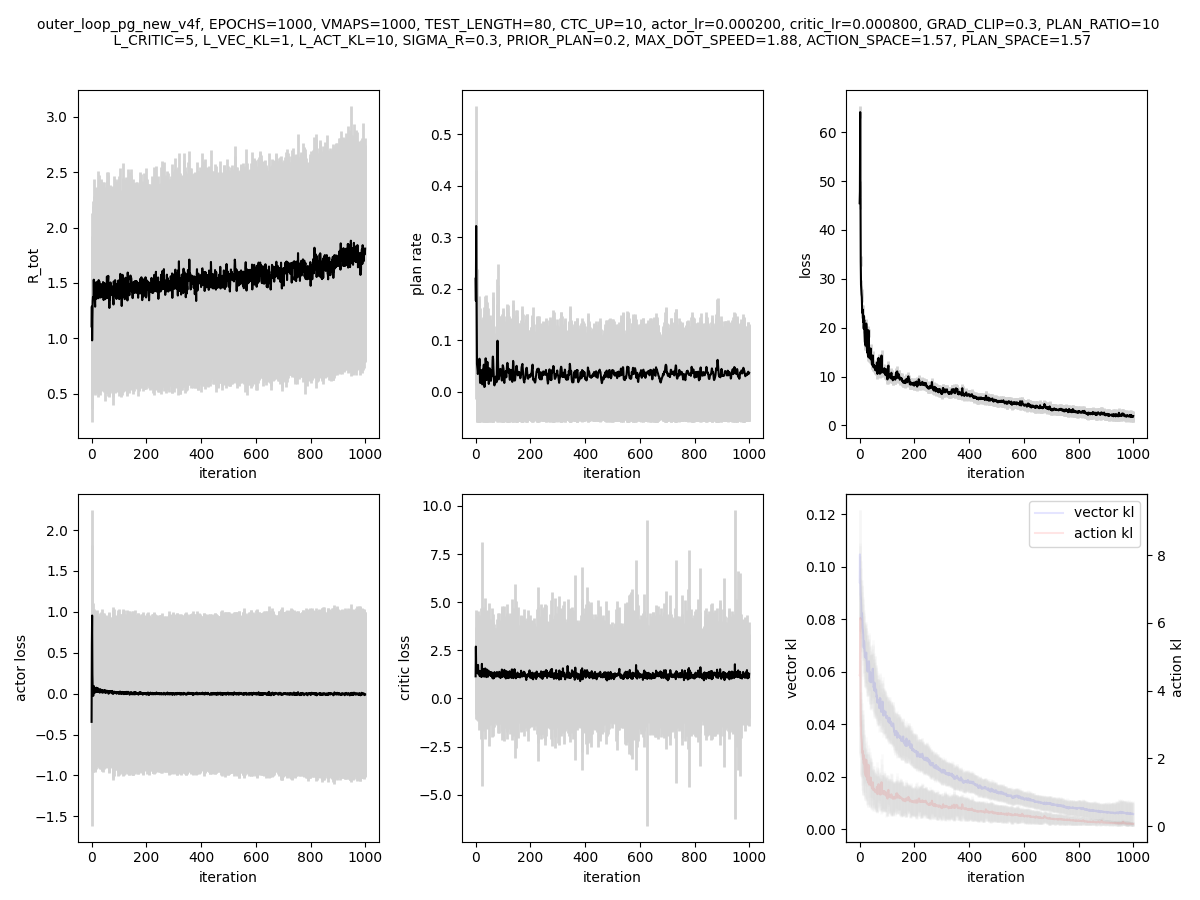 outer_loop_pg_new_v4f, EPOCHS=1000, VMAPS=1000, TEST_LENGTH=80, CTC_UP=10, actor_lr=0.000200, critic_lr=0.000800, GRAD_CLIP=0.3, PLAN_RATIO=10
L_CRITIC=5, L_VEC_KL=1, L_ACT_KL=10, SIGMA_R=0.3, PRIOR_PLAN=0.2, MAX_DOT_SPEED=1.88, ACTION_SPACE=1.57, PLAN_SPACE=1.57
R_tot
3.0
2.5
2.0
1.5
1.0
0.5
0 200 400 600 800 1000
iteration
plan rate
0.5
0.4
0.3
0.2
0.1
0.0
0 200 400 600 800 1000
iteration
loss
60
50
40
30
20
10
0
0 200 400 600 800 1000
iteration
actor loss
2.0
1.5
1.0
0.5
0.0
−0.5
−1.0
−1.5
0 200 400 600 800 1000
iteration
critic loss
10.0
7.5
5.0
2.5
0.0
−2.5
−5.0
0 200 400 600 800 1000
iteration
vector kl
0.12
0.10
0.08
0.06
0.04
0.02
0.00
vector kl
action kl
8
6
4
2
0
action kl
0 200 400 600 800 1000
iteration